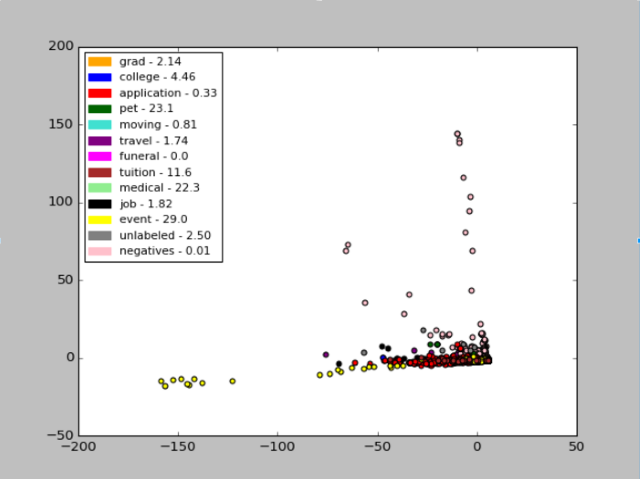 200
150
100
50
0
−50
−200
−150
−100
−50
0
50
grad - 2.14
college - 4.46
application - 0.33
pet - 23.1
moving - 0.81
travel - 1.74
funeral - 0.0
tuition - 11.6
medical - 22.3
job - 1.82
event - 29.0
unlabeled - 2.50
negatives - 0.01